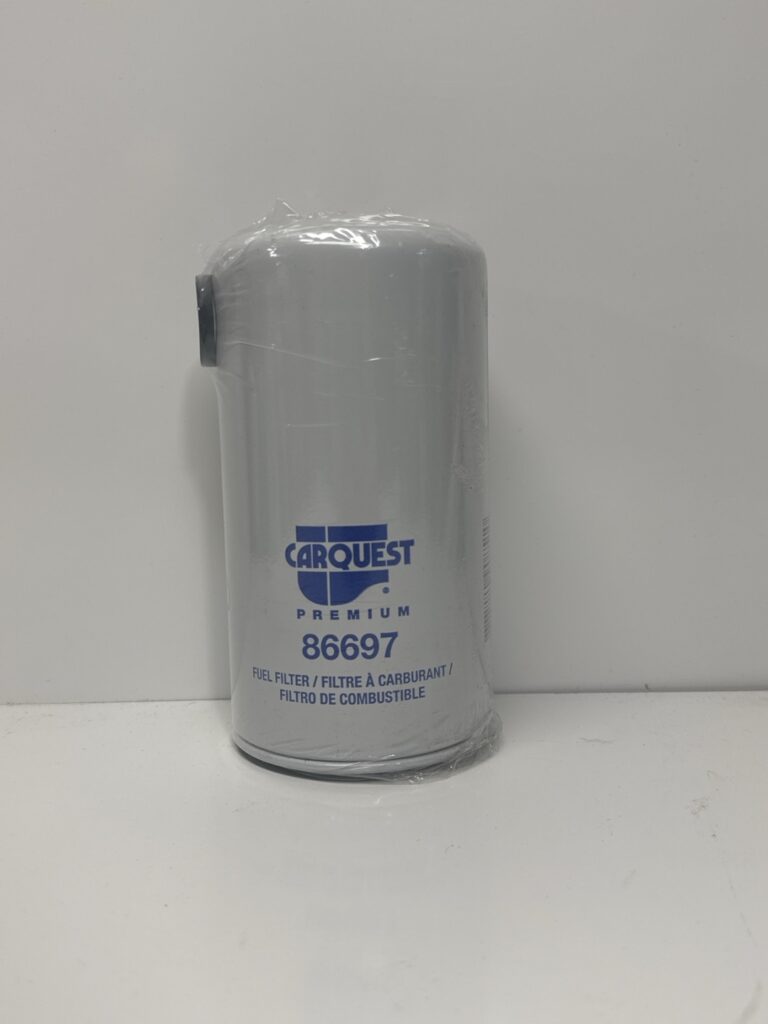 CARQUEST
PREMIUM
86697
FUEL FILTER / FILTRE À CARBURANT /
FILTRO DE COMBUSTIBLE